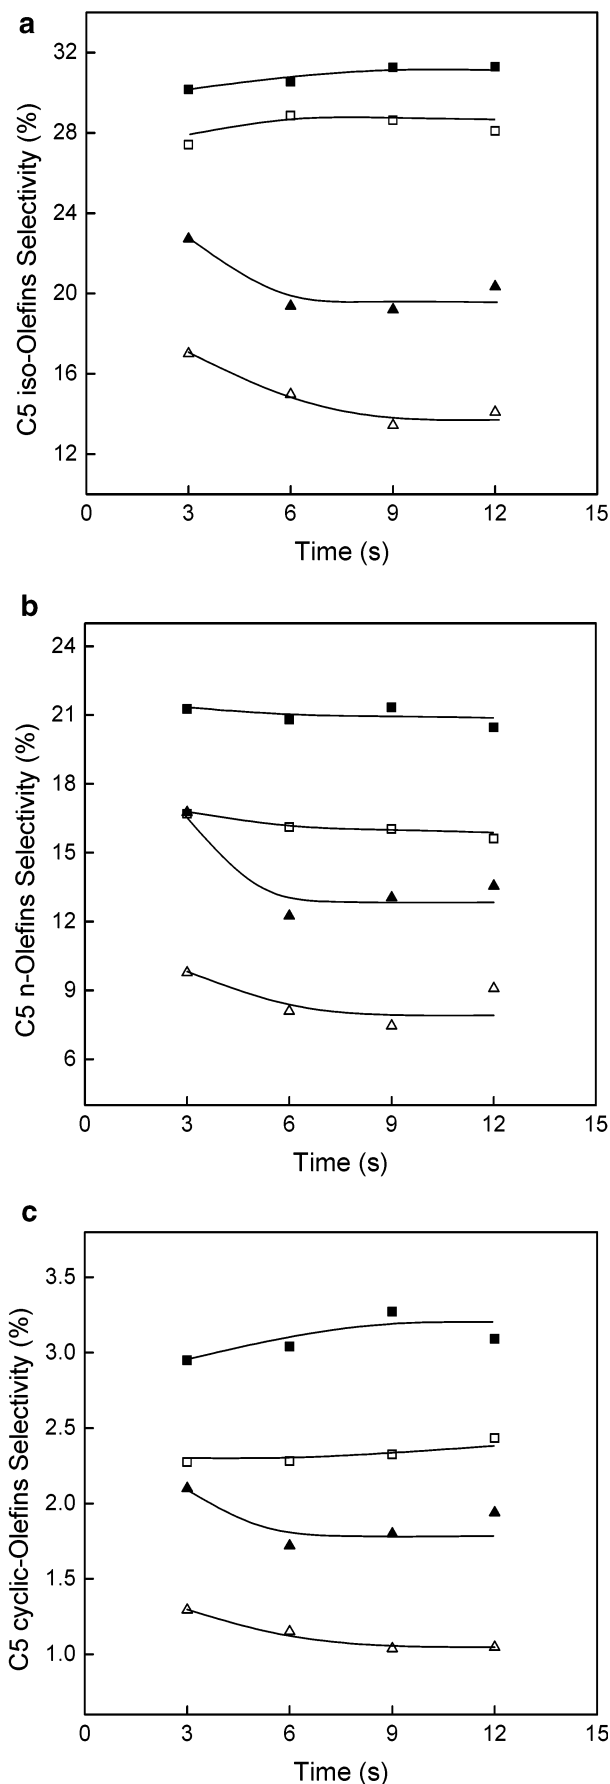 a
C5 iso-Olefins Selectivity (%)
32
28
24
20
16
12
0 3 6 9 12 15
Time (s)
b
C5 n-Olefins Selectivity (%)
24
21
18
15
12
9
6
0 3 6 9 12 15
Time (s)
c
C5 cyclic-Olefins Selectivity (%)
3.5
3.0
2.5
2.0
1.5
1.0
0 3 6 9 12 15
Time (s)